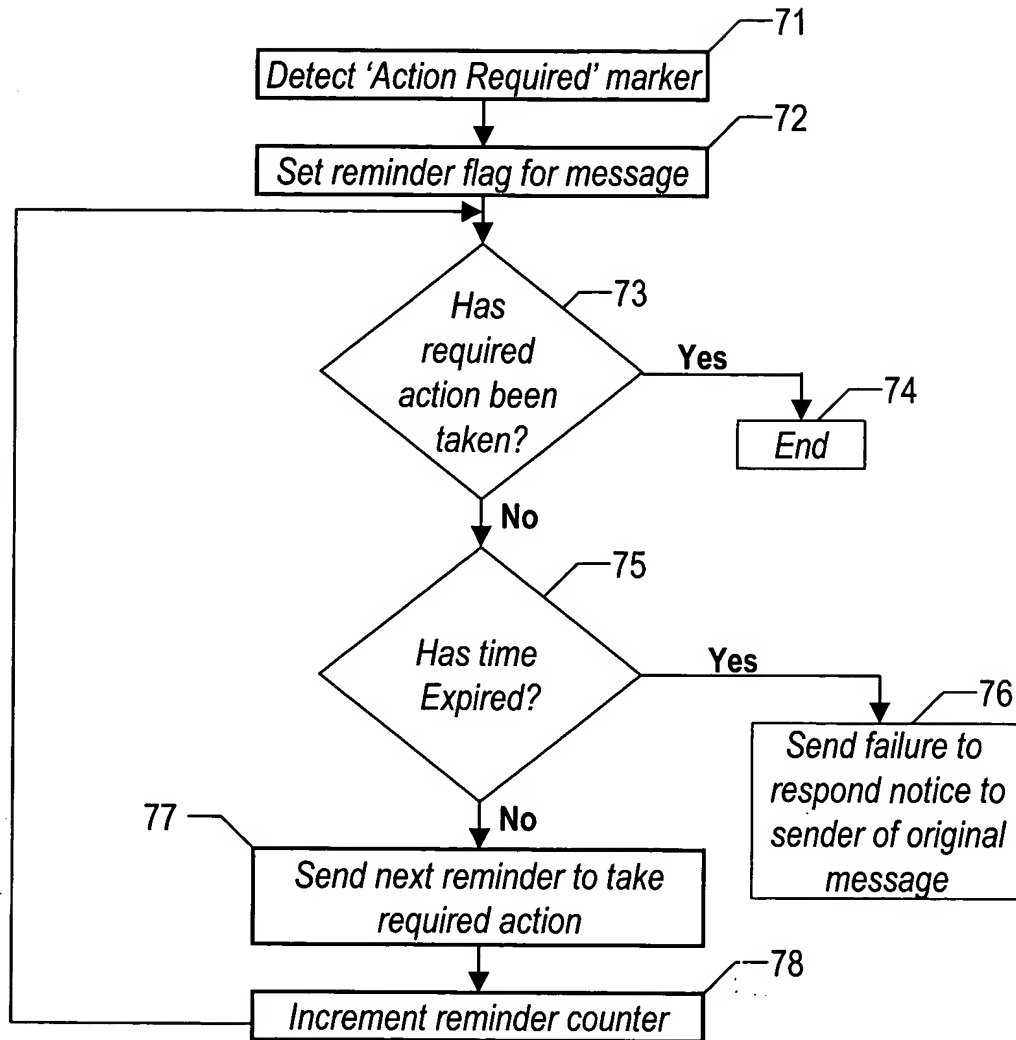 71
Detect ‘Action Required’ marker
72
Set reminder flag for message
73
Has
required
action been
taken?
Yes
74
End
No
75
Has time
Expired?
Yes
76
Send failure to
respond notice to
sender of original
message
No
77
Send next reminder to take
required action
78
Increment reminder counter